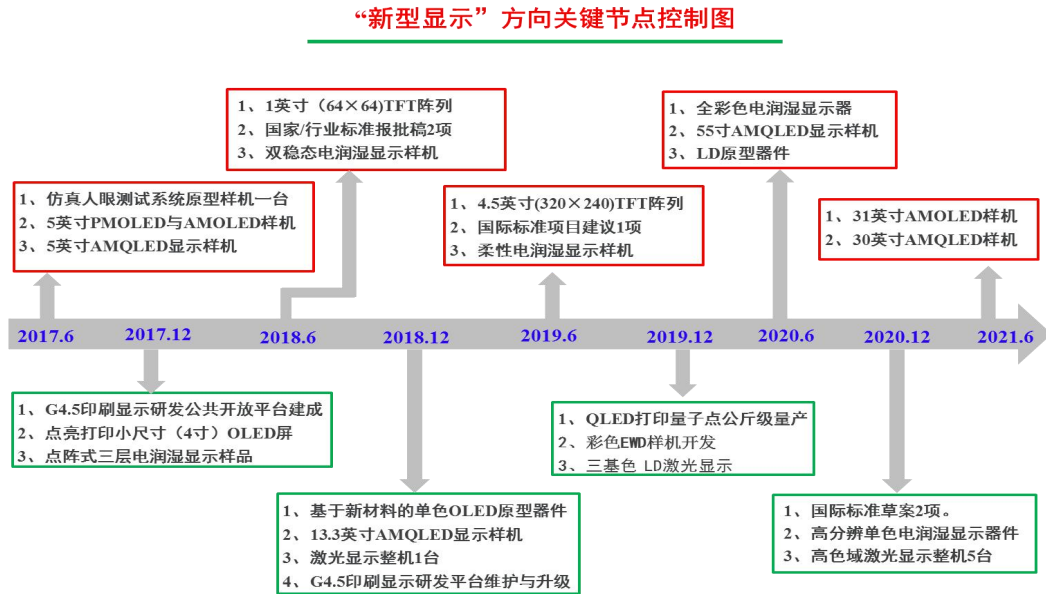 “新型显示”方向关键节点控制图
1、1英寸（64×64)TFT阵列
2、国家/行业标准报批稿2项
3、双稳态电润湿显示样机
1、全彩色电润湿显示器
2、55寸AMQLED显示样机
3、LD原型器件
1、仿真人眼测试系统原型样机一台
2、5英寸PMOLED与AMOLED样机
3、5英寸AMQLED显示样机
1、4.5英寸(320×240)TFT阵列
2、国际标准项目建议1项
3、柔性电润湿显示样机
1、31英寸AMOLED样机
2、30英寸AMQLED样机
2017.6
2017.12
2018.6
2018.12
2019.6
2019.12
2020.6
2020.12
2021.6
1、G4.5印刷显示研发公共开放平台建成
2、点亮打印小尺寸（4寸）OLED屏
3、点阵式三层电润湿显示样品
1、QLED打印量子点公斤级量产
2、彩色EWD样机开发
3、三基色 LD激光显示
1、基于新材料的单色OLED原型器件
2、13.3英寸AMQLED显示样机
3、激光显示整机1台
4、G4.5印刷显示研发平台维护与升级
1、国际标准草案2项。
2、高分辨单色电润湿显示器件
3、高色域激光显示整机5台